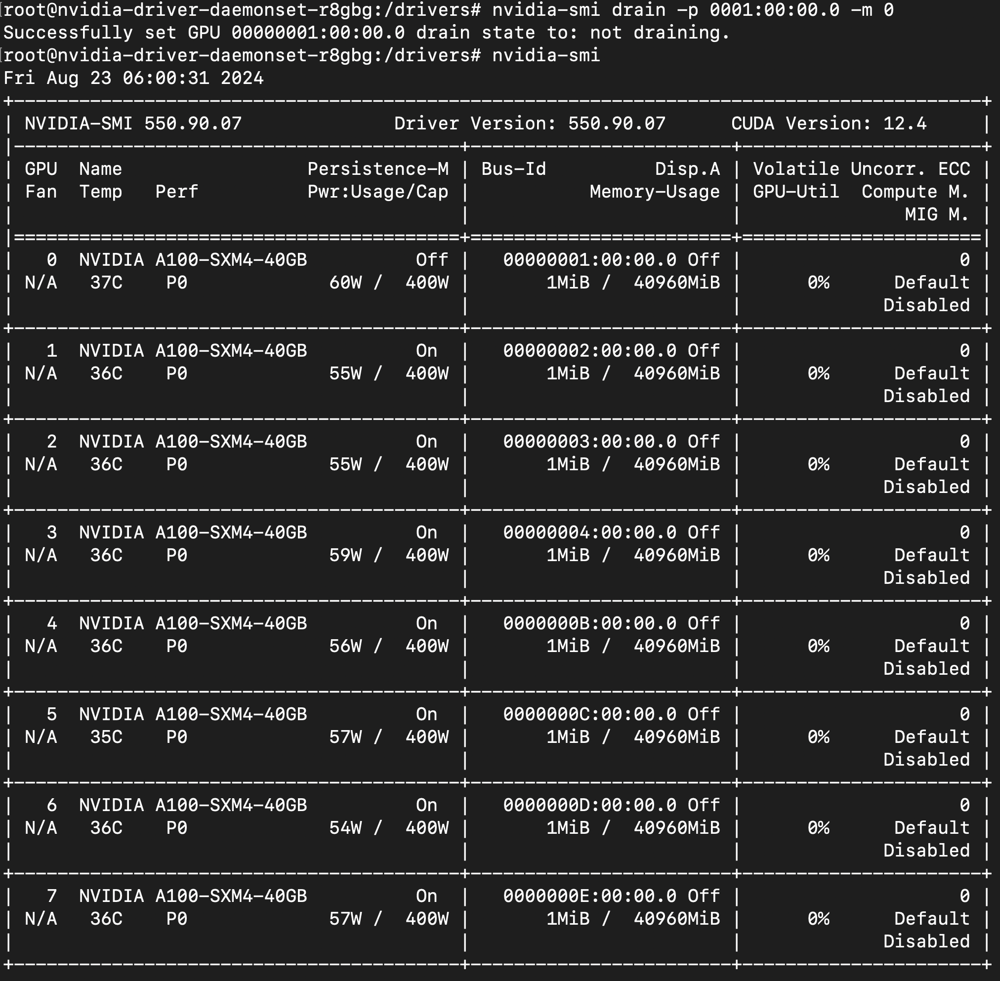 [root@nvidia-driver-daemonset-r8gbg:/drivers# nvidia-smi drain -p 0001:00:00.0 -m 0
Successfully set GPU 00000001:00:00.0 drain state to: not draining.
[root@nvidia-driver-daemonset-r8gbg:/drivers# nvidia-smi
Fri Aug 23 06:00:31 2024
+-----------------------------------------------------------------------------------------+
| NVIDIA-SMI 550.90.07              Driver Version: 550.90.07      CUDA Version: 12.4     |
|-----------------------------------------+------------------------+----------------------+
| GPU  Name                 Persistence-M | Bus-Id          Disp.A | Volatile Uncorr. ECC |
| Fan  Temp   Perf          Pwr:Usage/Cap |           Memory-Usage | GPU-Util  Compute M. |
|                                         |                        |               MIG M. |
|=========================================+========================+======================|
|   0  NVIDIA A100-SXM4-40GB          Off |   00000001:00:00.0 Off |                    0 |
| N/A   37C    P0             60W /  400W |       1MiB /  40960MiB |      0%      Default |
|                                         |                        |             Disabled |
+-----------------------------------------+------------------------+----------------------+
|   1  NVIDIA A100-SXM4-40GB          On  |   00000002:00:00.0 Off |                    0 |
| N/A   36C    P0             55W /  400W |       1MiB /  40960MiB |      0%      Default |
|                                         |                        |             Disabled |
+-----------------------------------------+------------------------+----------------------+
|   2  NVIDIA A100-SXM4-40GB          On  |   00000003:00:00.0 Off |                    0 |
| N/A   36C    P0             55W /  400W |       1MiB /  40960MiB |      0%      Default |
|                                         |                        |             Disabled |
+-----------------------------------------+------------------------+----------------------+
|   3  NVIDIA A100-SXM4-40GB          On  |   00000004:00:00.0 Off |                    0 |
| N/A   36C    P0             59W /  400W |       1MiB /  40960MiB |      0%      Default |
|                                         |                        |             Disabled |
+-----------------------------------------+------------------------+----------------------+
|   4  NVIDIA A100-SXM4-40GB          On  |   0000000B:00:00.0 Off |                    0 |
| N/A   36C    P0             56W /  400W |       1MiB /  40960MiB |      0%      Default |
|                                         |                        |             Disabled |
+-----------------------------------------+------------------------+----------------------+
|   5  NVIDIA A100-SXM4-40GB          On  |   0000000C:00:00.0 Off |                    0 |
| N/A   35C    P0             57W /  400W |       1MiB /  40960MiB |      0%      Default |
|                                         |                        |             Disabled |
+-----------------------------------------+------------------------+----------------------+
|   6  NVIDIA A100-SXM4-40GB          On  |   0000000D:00:00.0 Off |                    0 |
| N/A   36C    P0             54W /  400W |       1MiB /  40960MiB |      0%      Default |
|                                         |                        |             Disabled |
+-----------------------------------------+------------------------+----------------------+
|   7  NVIDIA A100-SXM4-40GB          On  |   0000000E:00:00.0 Off |                    0 |
| N/A   36C    P0             57W /  400W |       1MiB /  40960MiB |      0%      Default |
|                                         |                        |             Disabled |
+-----------------------------------------+------------------------+----------------------+